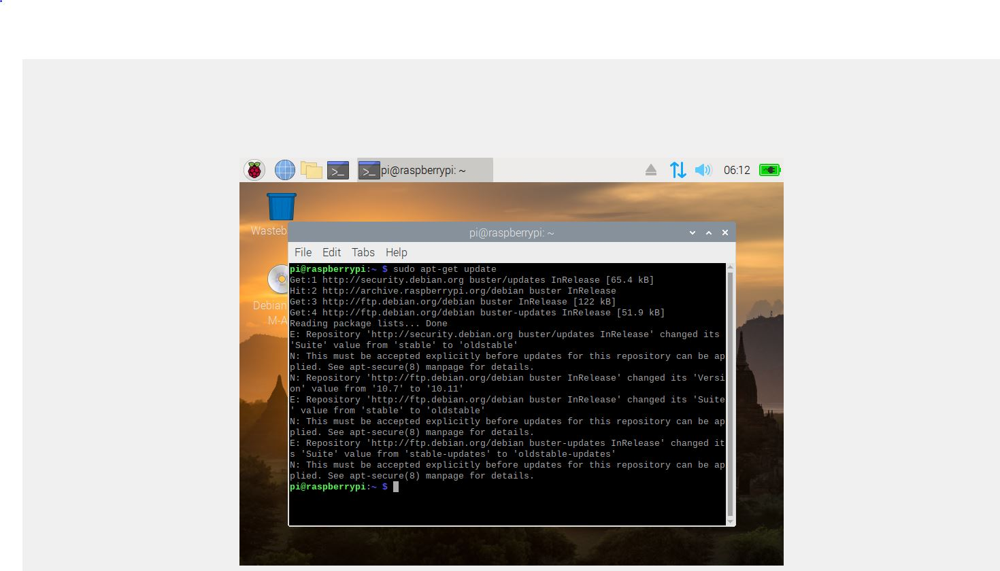 pi@raspberrypi: ~
06:12
Wasteb
pi@raspberrypi: ~
File Edit Tabs Help
pi@raspberrypi:~ $ sudo apt-get update
Get:1 http://security.debian.org buster/updates InRelease [65.4 kB]
Hit:2 http://archive.raspberrypi.org/debian buster InRelease
Get:3 http://ftp.debian.org/debian buster InRelease [122 kB]
Get:4 http://ftp.debian.org/debian buster-updates InRelease [51.9 kB]
Reading package lists... Done
E: Repository 'http://security.debian.org buster/updates InRelease' changed its
'Suite' value from 'stable' to 'oldstable'
N: This must be accepted explicitly before updates for this repository can be ap
plied. See apt-secure(8) manpage for details.
N: Repository 'http://ftp.debian.org/debian buster InRelease' changed its 'Versi
on' value from '10.7' to '10.11'
E: Repository 'http://ftp.debian.org/debian buster InRelease' changed its 'Suite
' value from 'stable' to 'oldstable'
N: This must be accepted explicitly before updates for this repository can be ap
plied. See apt-secure(8) manpage for details.
E: Repository 'http://ftp.debian.org/debian buster-updates InRelease' changed it
s 'Suite' value from 'stable-updates' to 'oldstable-updates'
N: This must be accepted explicitly before updates for this repository can be ap
plied. See apt-secure(8) manpage for details.
pi@raspberrypi:~ $
Debian
M-A